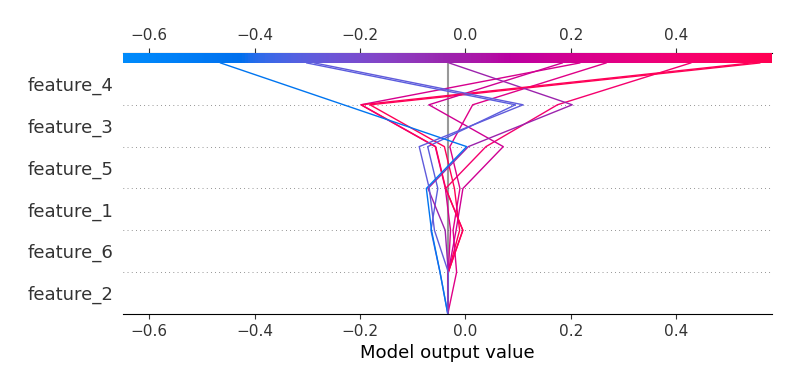 −0.6 −0.4 −0.2 0.0 0.2 0.4
feature_4
feature_3
feature_5
feature_1
feature_6
feature_2
−0.6 −0.4 −0.2 0.0 0.2 0.4
Model output value